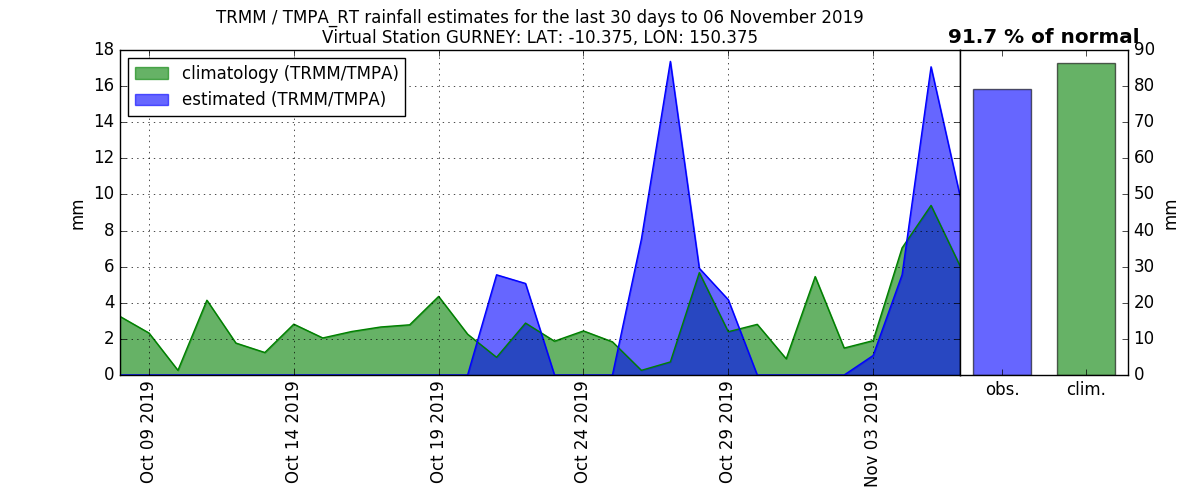 TRMM / TMPA_RT rainfall estimates for the last 30 days to 06 November 2019
Virtual Station GURNEY: LAT: -10.375, LON: 150.375
91.7 % of normal
climatology (TRMM/TMPA)
estimated (TRMM/TMPA)
18
16
14
12
10
8
6
4
2
0
mm
Oct 09 2019
Oct 14 2019
Oct 19 2019
Oct 24 2019
Oct 29 2019
Nov 03 2019
obs.
clim.
90
80
70
60
50
40
30
20
10
0
mm